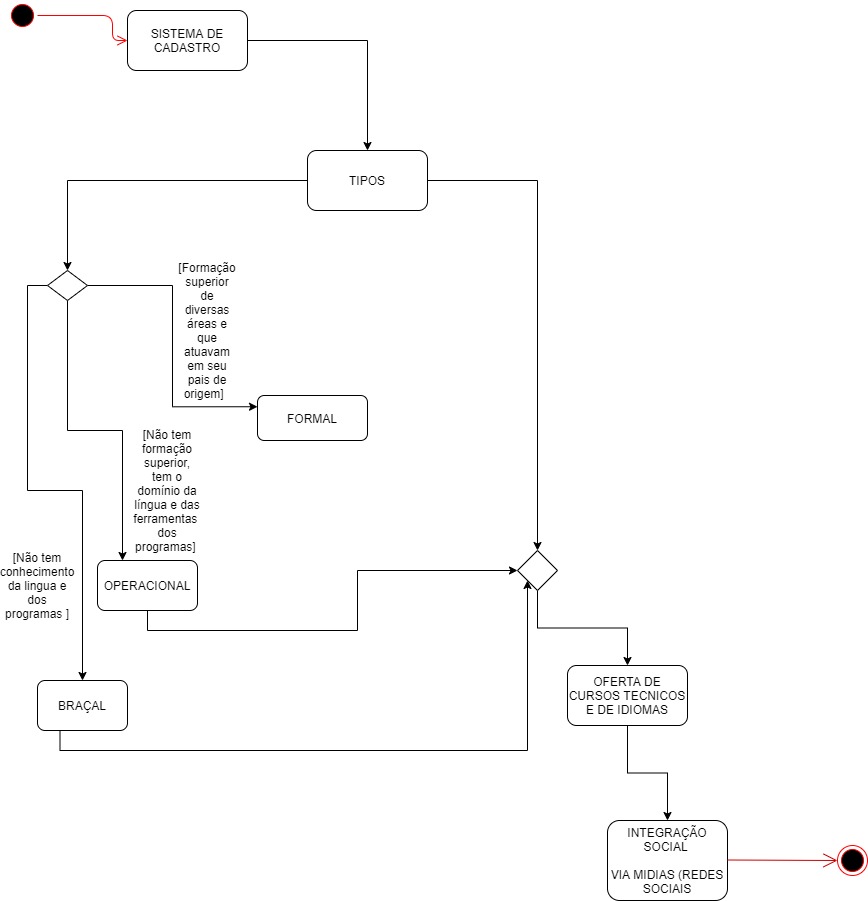 SISTEMA DE
CADASTRO
TIPOS
[Formação
superior
de
diversas
áreas e
que
atuavam
em seu
pais de
origem]
FORMAL
[Não tem
formação
superior,
tem o
domínio da
língua e das
ferramentas
dos
programas]
[Não tem
conhecimento
da lingua e
dos
programas ]
OPERACIONAL
BRAÇAL
OFERTA DE
CURSOS TECNICOS
E DE IDIOMAS
INTEGRAÇÃO
SOCIAL
VIA MIDIAS (REDES
SOCIAIS